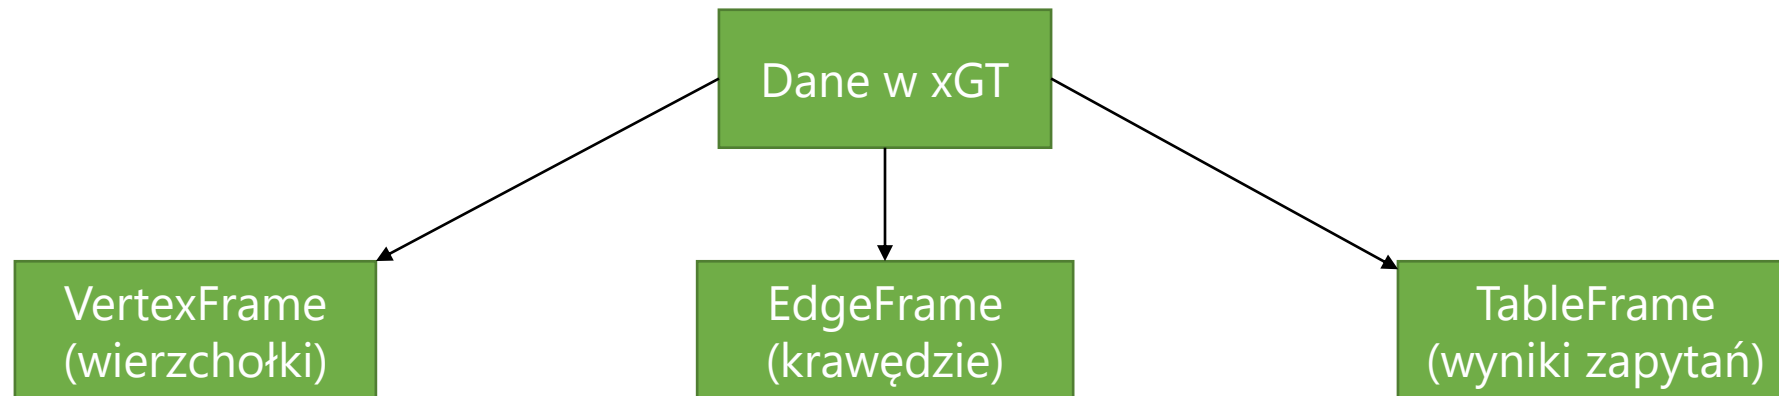 Dane w xGT
VertexFrame
(wierzchołki)
EdgeFrame
(krawędzie)
TableFrame
(wyniki zapytań)